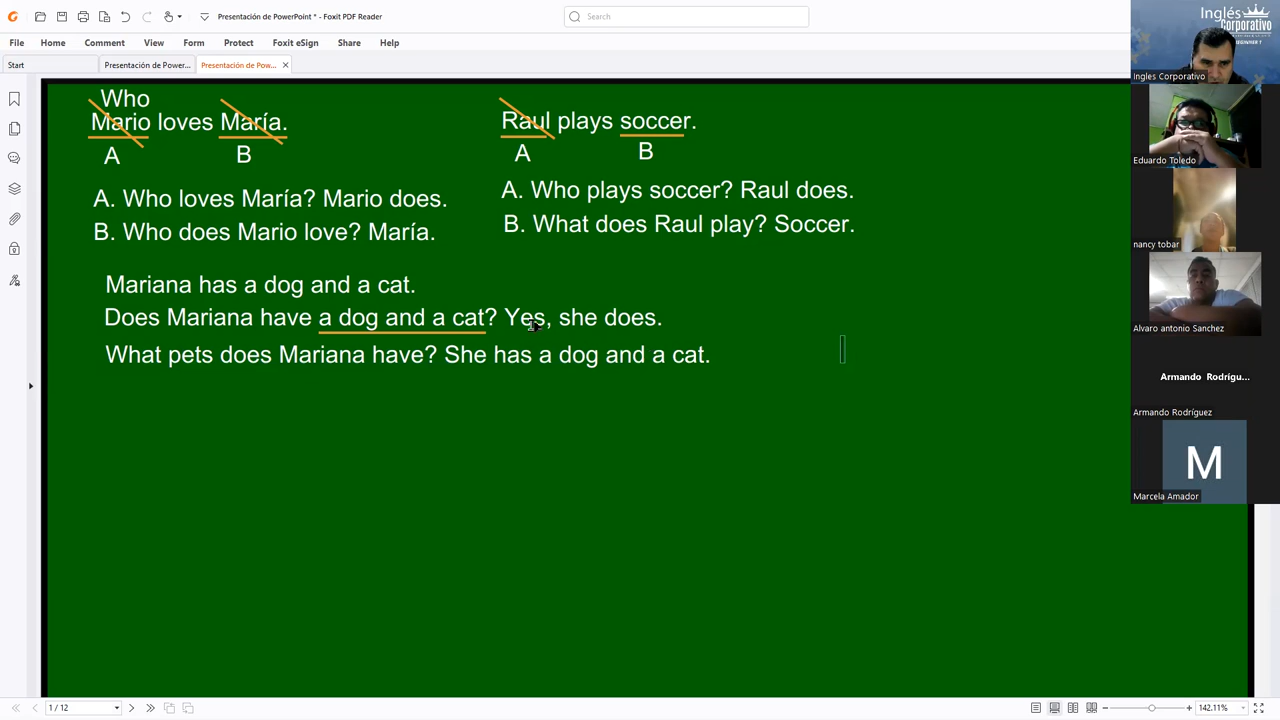 Presentación de PowerPoint * - Foxit PDF Reader
Search
File Home Comment View Form Protect Foxit eSign Share Help
Start
Presentación de Power...
Presentación de Pow...
Who
Mario loves María.
A B
A. Who loves María? Mario does.
B. Who does Mario love? María.
Raul plays soccer.
A B
A. Who plays soccer? Raul does.
B. What does Raul play? Soccer.
Mariana has a dog and a cat.
Does Mariana have a dog and a cat? Yes, she does.
What pets does Mariana have? She has a dog and a cat.
Inglés
Corporativo
BEGINNER 1
Ingles Corporativo
Eduardo Toledo
nancy tobar
Alvaro antonio Sanchez
Armando Rodrígu...
Armando Rodríguez
M
Marcela Amador
1 / 12
142.11%